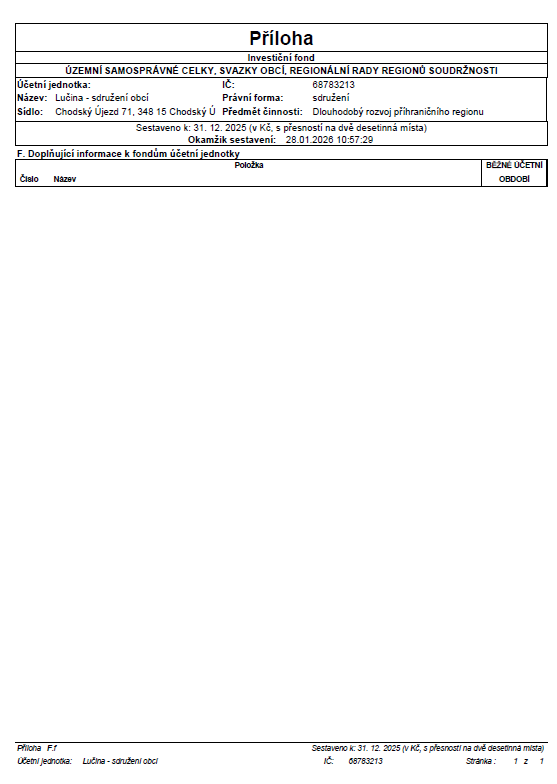 Příloha
Investiční fond
ÚZEMNÍ SAMOSPRÁVNÉ CELKY, SVAZKY OBCÍ, REGIONÁLNÍ RADY REGIONŮ SOUDRŽNOSTI
Účetní jednotka: IČ: 68783213
Název: Lučina - sdružení obcí Právní forma: sdružení
Sídlo: Chodský Újezd 71, 348 15 Chodský Ú Předmět činnosti: Dlouhodobý rozvoj příhraničního regionu
Sestaveno k: 31. 12. 2025 (v Kč, s přesností na dvě desetinná místa)
Okamžik sestavení: 28.01.2026 10:57:29
F. Doplňující informace k fondům účetní jednotky
Položka BĚŽNÉ ÚČETNÍ
Číslo Název OBDOBÍ
Příloha F.f Sestaveno k: 31. 12. 2025 (v Kč, s přesností na dvě desetinná místa)
Účetní jednotka: Lučina - sdružení obcí IČ: 68783213 Stránka : 1 z 1